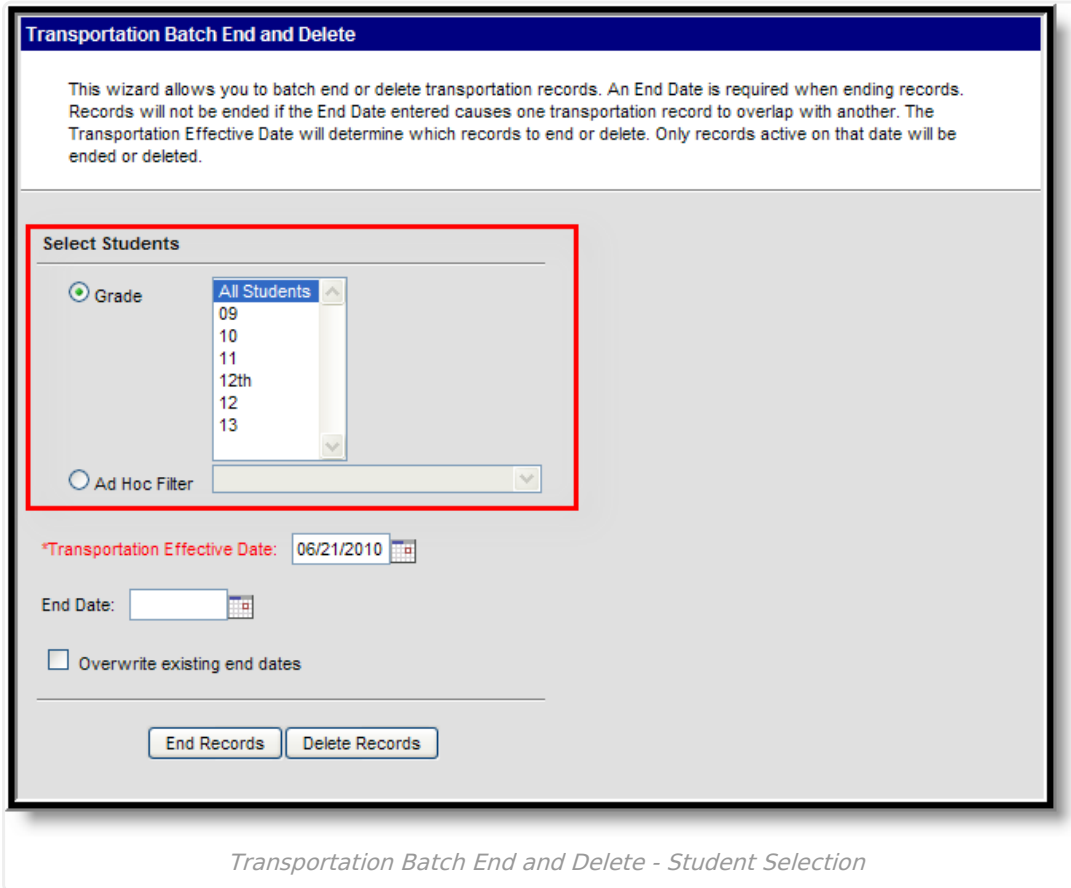 Transportation Batch End and Delete
This wizard allows you to batch end or delete transportation records. An End Date is required when ending records.
Records will not be ended if the End Date entered causes one transportation record to overlap with another. The
Transportation Effective Date will determine which records to end or delete. Only records active on that date will be
ended or deleted.
Select Students
Grade
All Students
09
10
11
12th
12
13
Ad Hoc Filter
*Transportation Effective Date: 06/21/2010
End Date:
Overwrite existing end dates
End Records Delete Records
Transportation Batch End and Delete - Student Selection